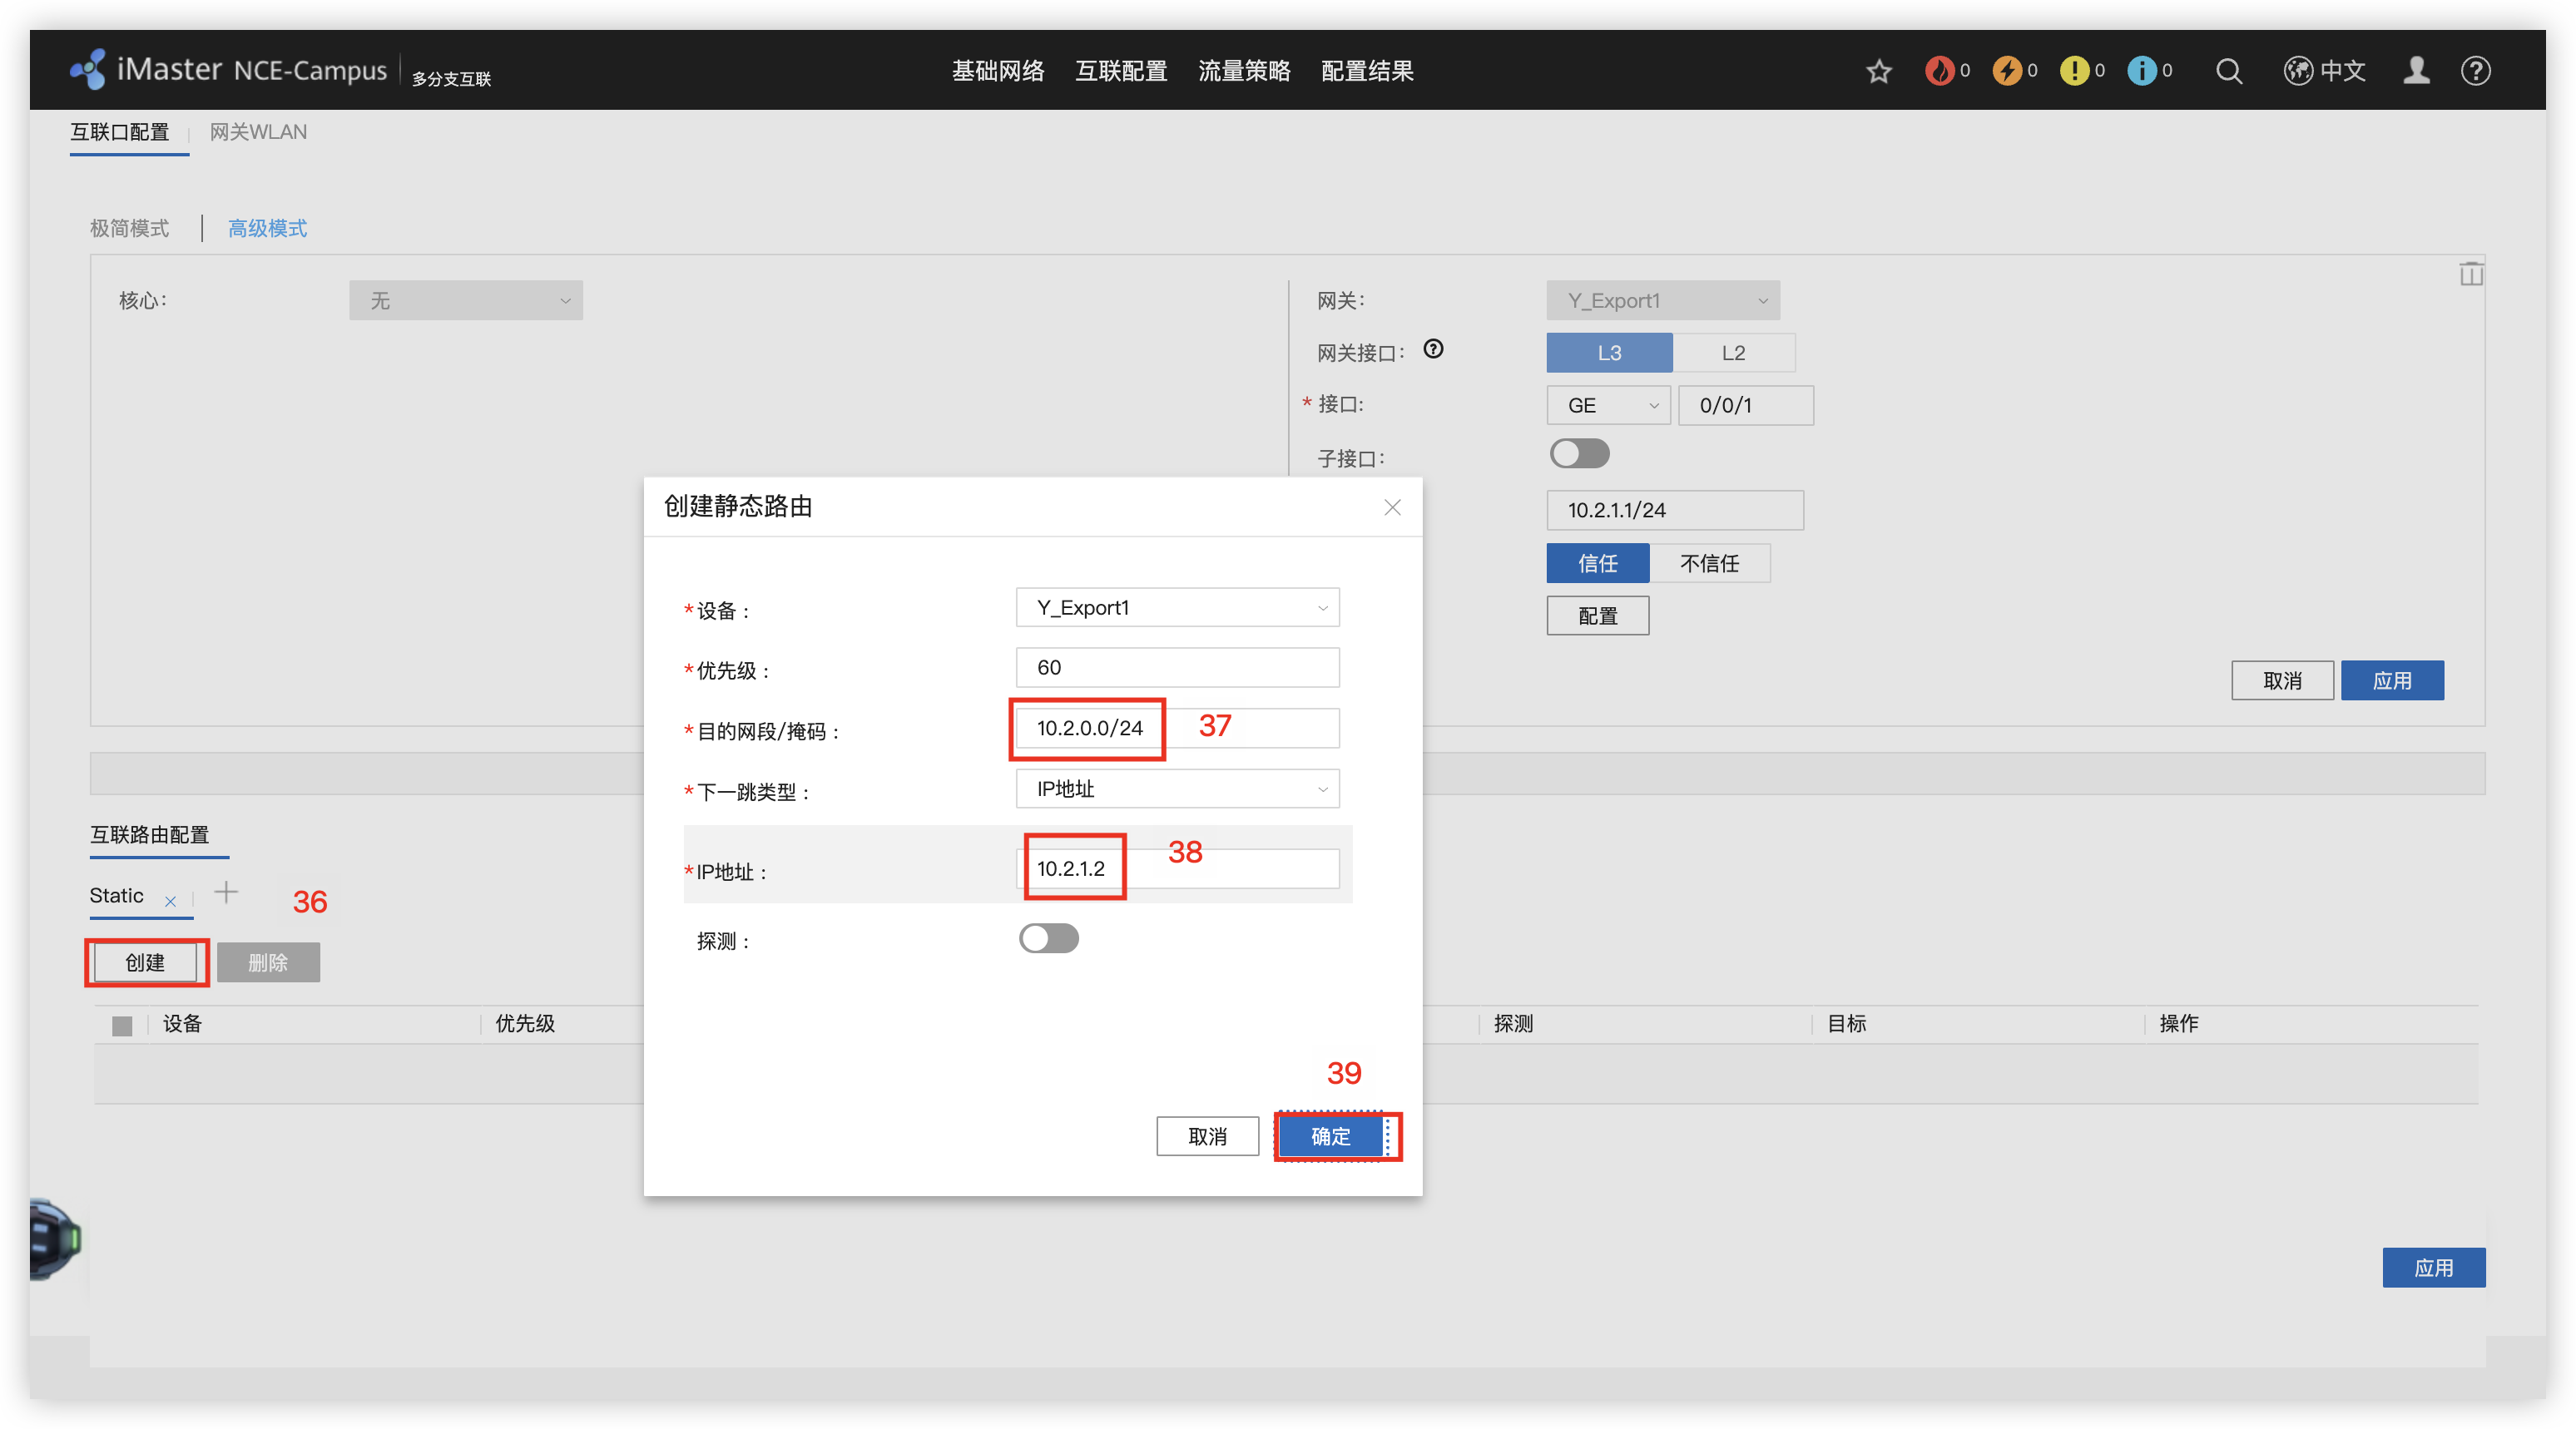 iMaster NCE-Campus 多分支互联 基础网络 互联配置 流量策略 配置结果 0 0 0 0 中文
互联口配置 网关WLAN
极简模式 高级模式
核心: 无 网关: Y_Export1
网关接口: L3 L2
* 接口: GE 0/0/1
子接口:
10.2.1.1/24
信任 不信任
配置
取消 应用
创建静态路由
*设备: Y_Export1
*优先级: 60
*目的网段/掩码: 10.2.0.0/24 37
*下一跳类型: IP地址
*IP地址: 10.2.1.2 38
探测:
39
取消 确定
互联路由配置
Static 36
创建 删除
设备 优先级 探测 目标 操作
应用